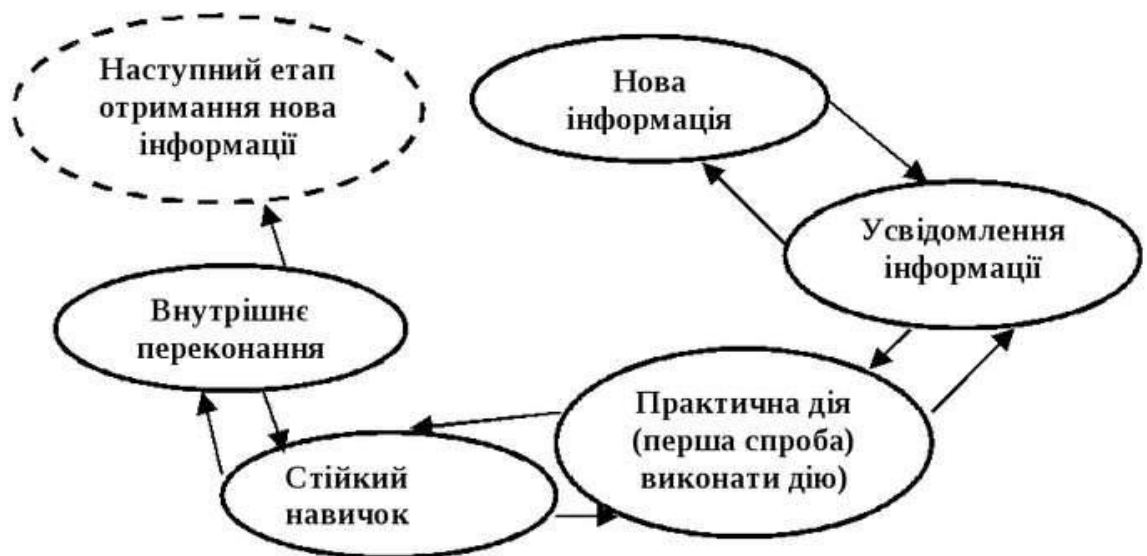 Наступний етап
отримання нова
інформації
Нова
інформація
Усвідомлення
інформації
Внутрішнє
переконання
Практична дія
(перша спроба)
виконати дію)
Стійкий
навичок